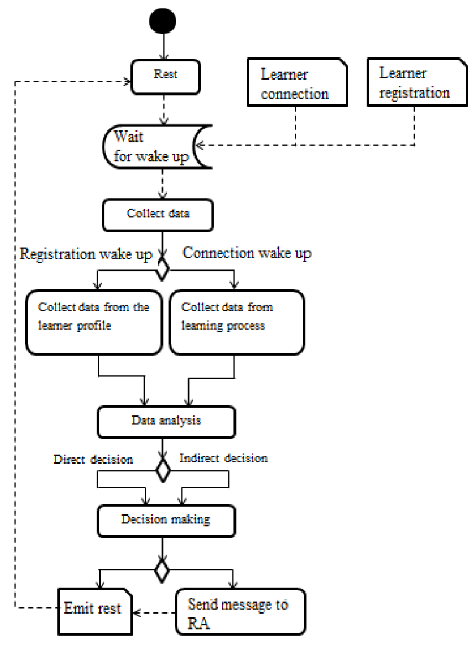 Rest
Learner
connection
Learner
registration
Wait
for wake up
Collect data
Registration wake up
Connection wake up
Collect data from the
learner profile
Collect data from
learning process
Data analysis
Direct decision
Indirect decision
Decision making
Emit rest
Send message to
RA